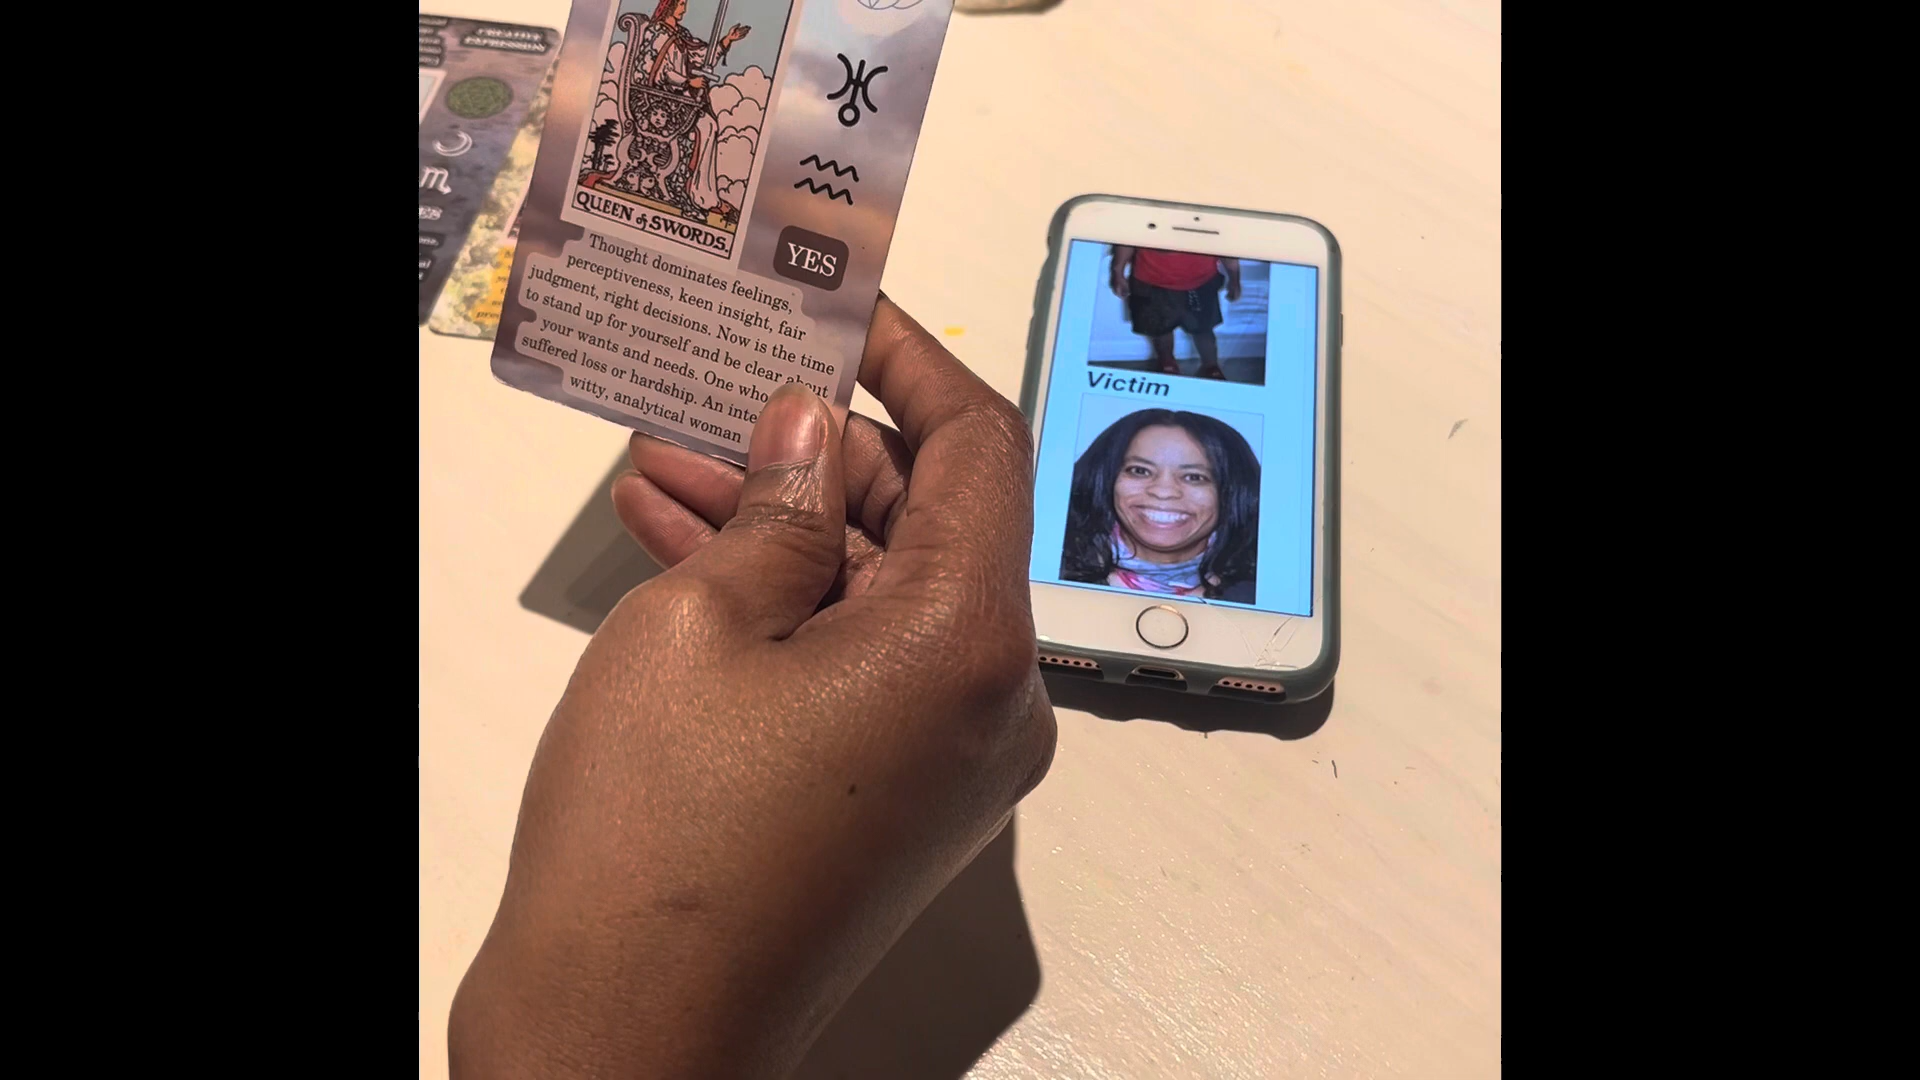 CREATIVE
EXPRESSION
QUEEN of SWORDS.
YES
Thought dominates feelings,
perceptiveness, keen insight, fair
judgment, right decisions. Now is the time
to stand up for yourself and be clear about
your wants and needs. One who
suffered loss or hardship. An inte
witty, analytical woman
Victim